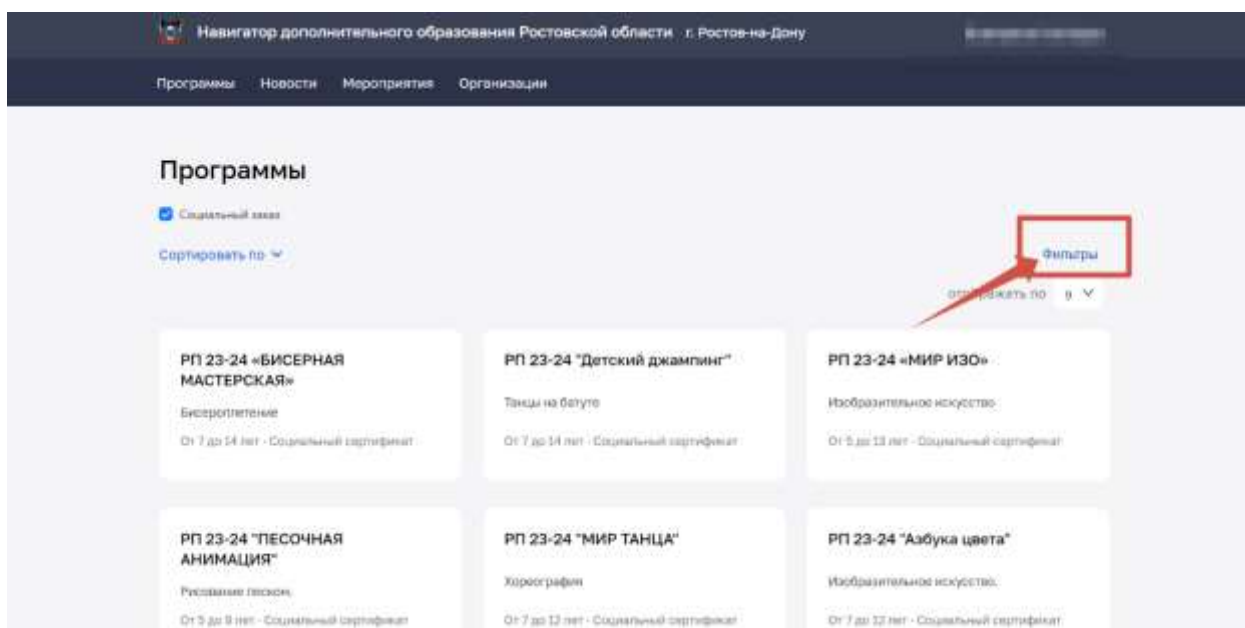 Навигатор дополнительного образования Ростовской области г. Ростов-на-Дону
Программы Новости Мероприятия Организации
Программы
Социальный заказ
Сортировать по
Фильтры
отображать по 9
РП 23-24 «БИСЕРНАЯ
МАСТЕРСКАЯ»
Бисероплетение
От 7 до 14 лет - Социальный сертификат
РП 23-24 "Детский джампинг"
Танцы на батуте
От 7 до 14 лет - Социальный сертификат
РП 23-24 «МИР ИЗО»
Изобразительное искусство
От 5 до 13 лет - Социальный сертификат
РП 23-24 "ПЕСОЧНАЯ
АНИМАЦИЯ"
Рисование песком.
От 5 до 9 лет - Социальный сертификат
РП 23-24 "МИР ТАНЦА"
Хореография
От 7 до 12 лет - Социальный сертификат
РП 23-24 "Азбука цвета"
Изобразительное искусство.
От 7 до 12 лет - Социальный сертификат